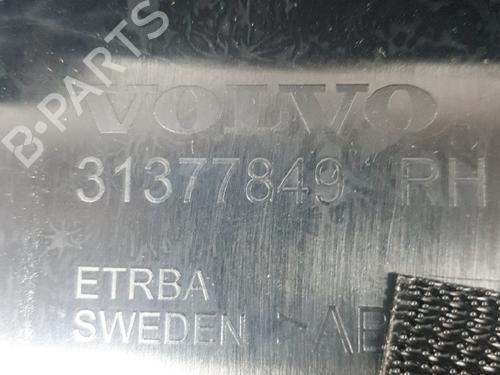 B-PARTS
VOLVO
31377849 RH
ETRBA
SWEDEN >AB